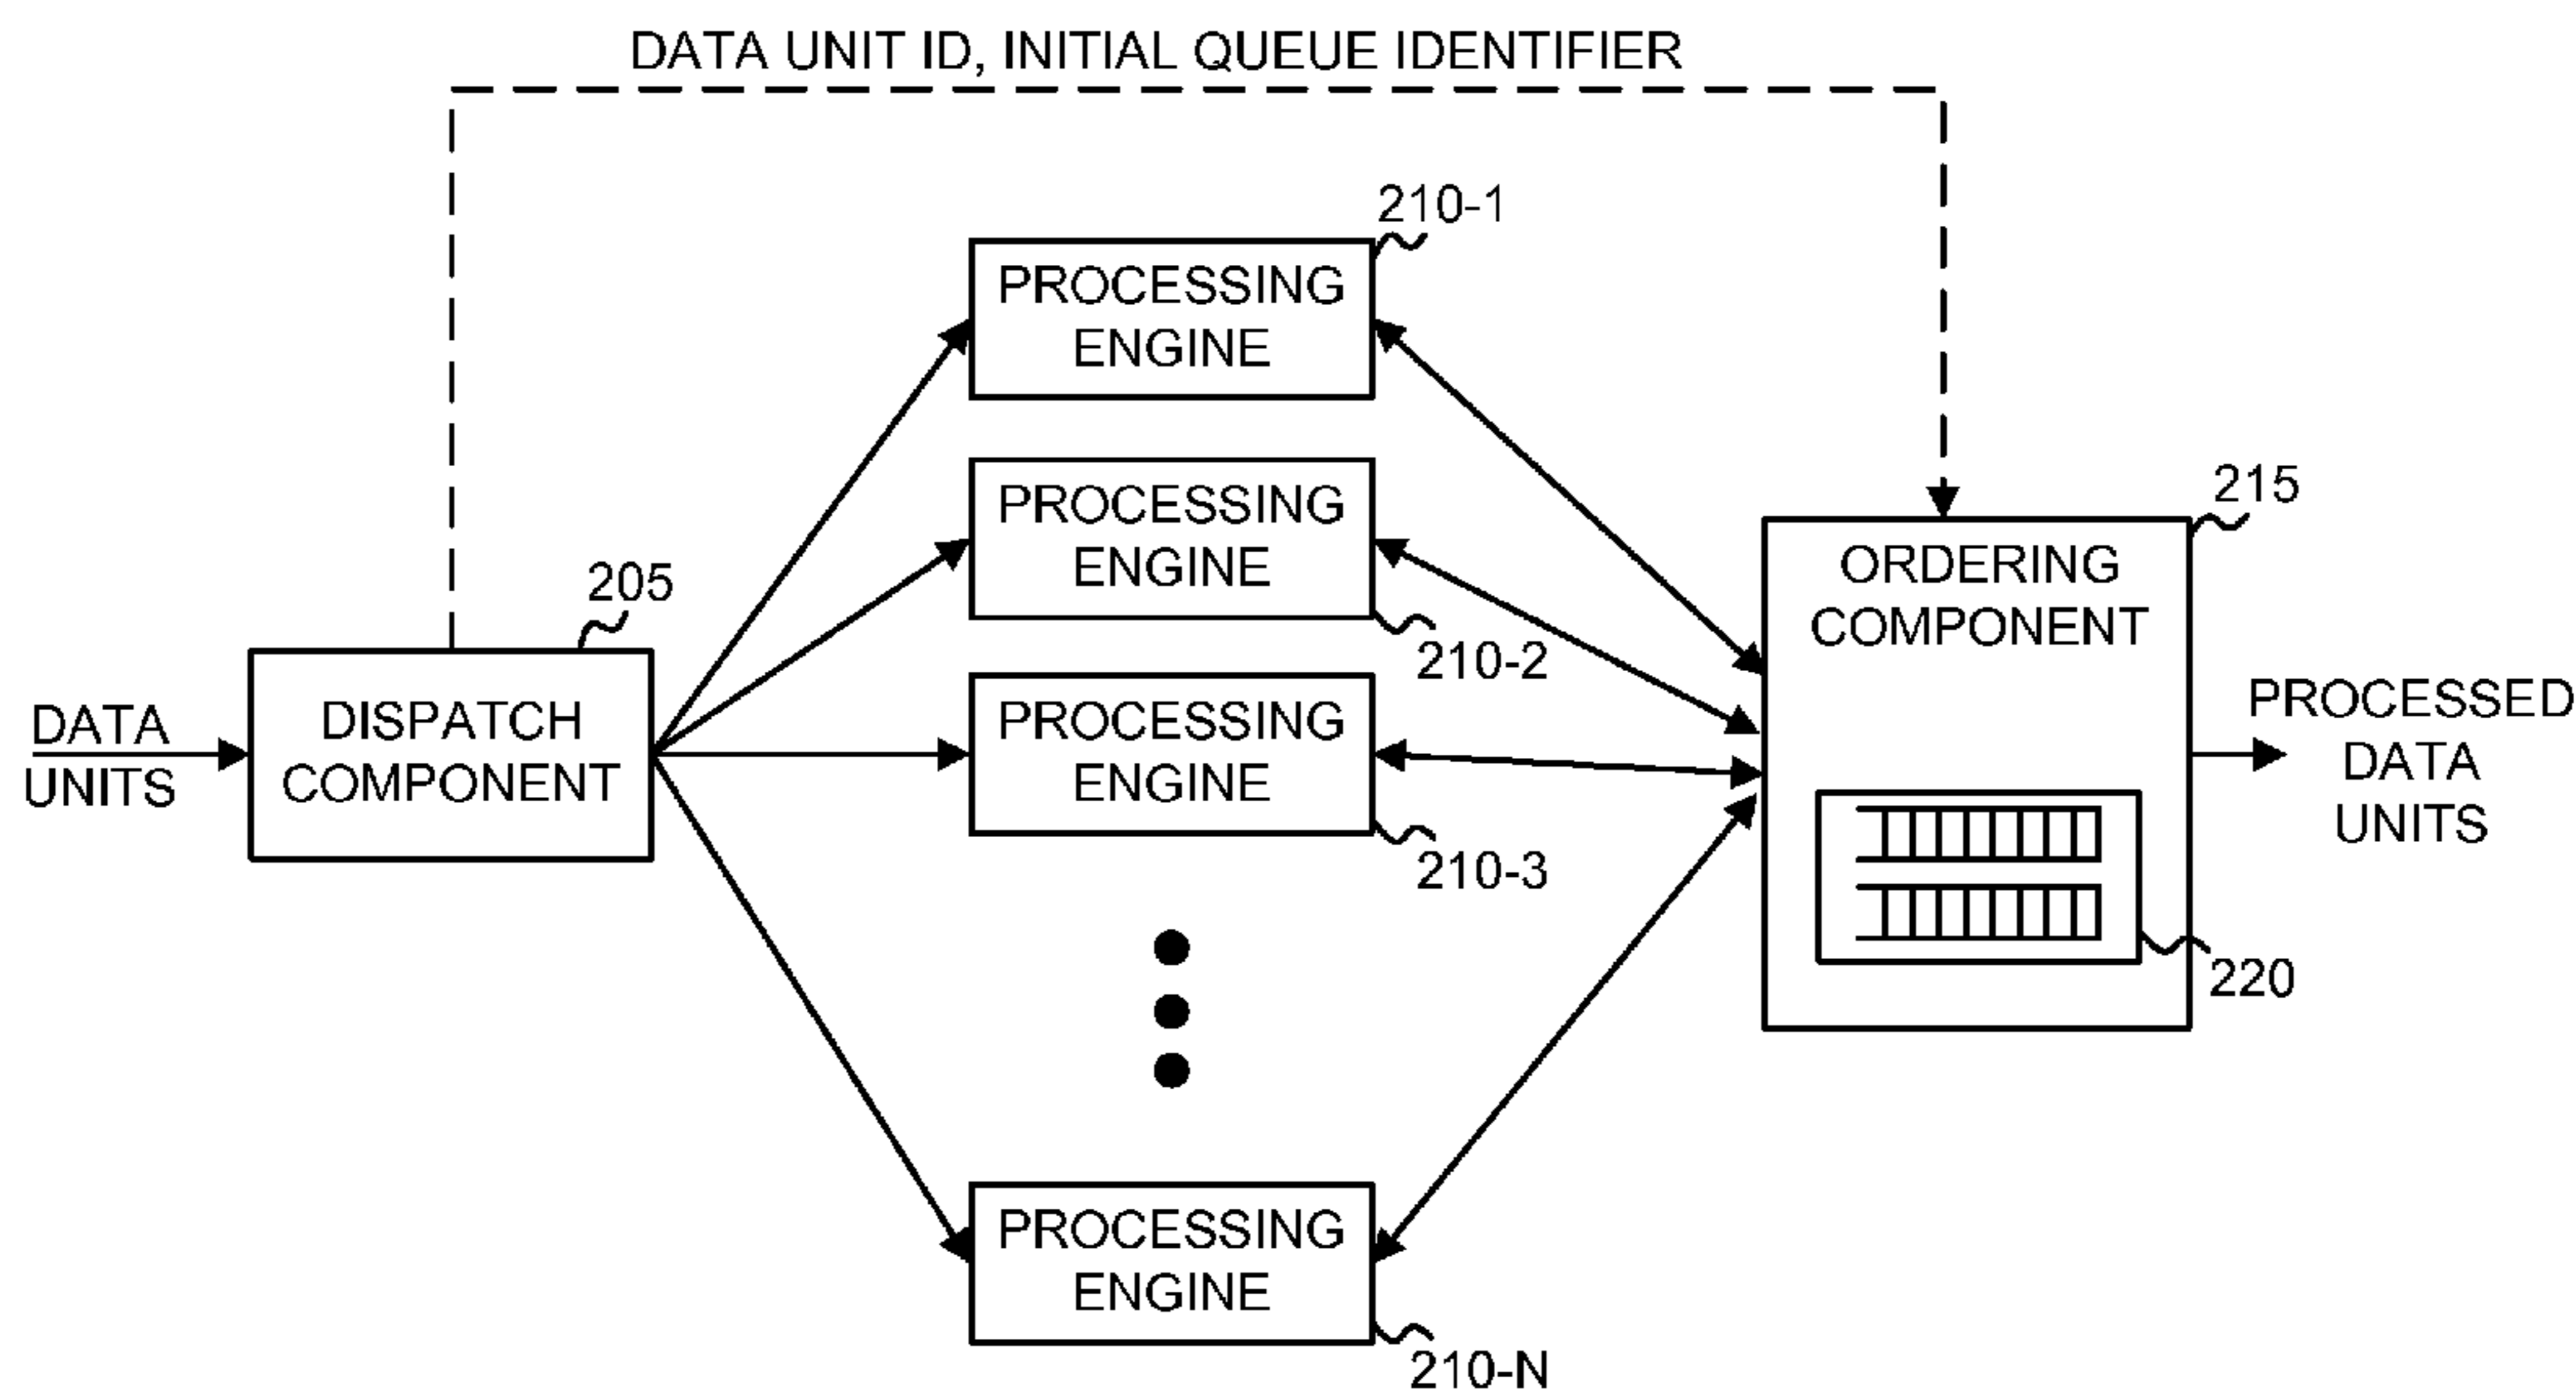 DATA UNIT ID, INITIAL QUEUE IDENTIFIER
210-1
PROCESSING
ENGINE
PROCESSING
ENGINE
210-2
215
ORDERING
COMPONENT
205
DISPATCH
COMPONENT
DATA
UNITS
PROCESSING
ENGINE
210-3
PROCESSED
DATA
UNITS
220
PROCESSING
ENGINE
210-N